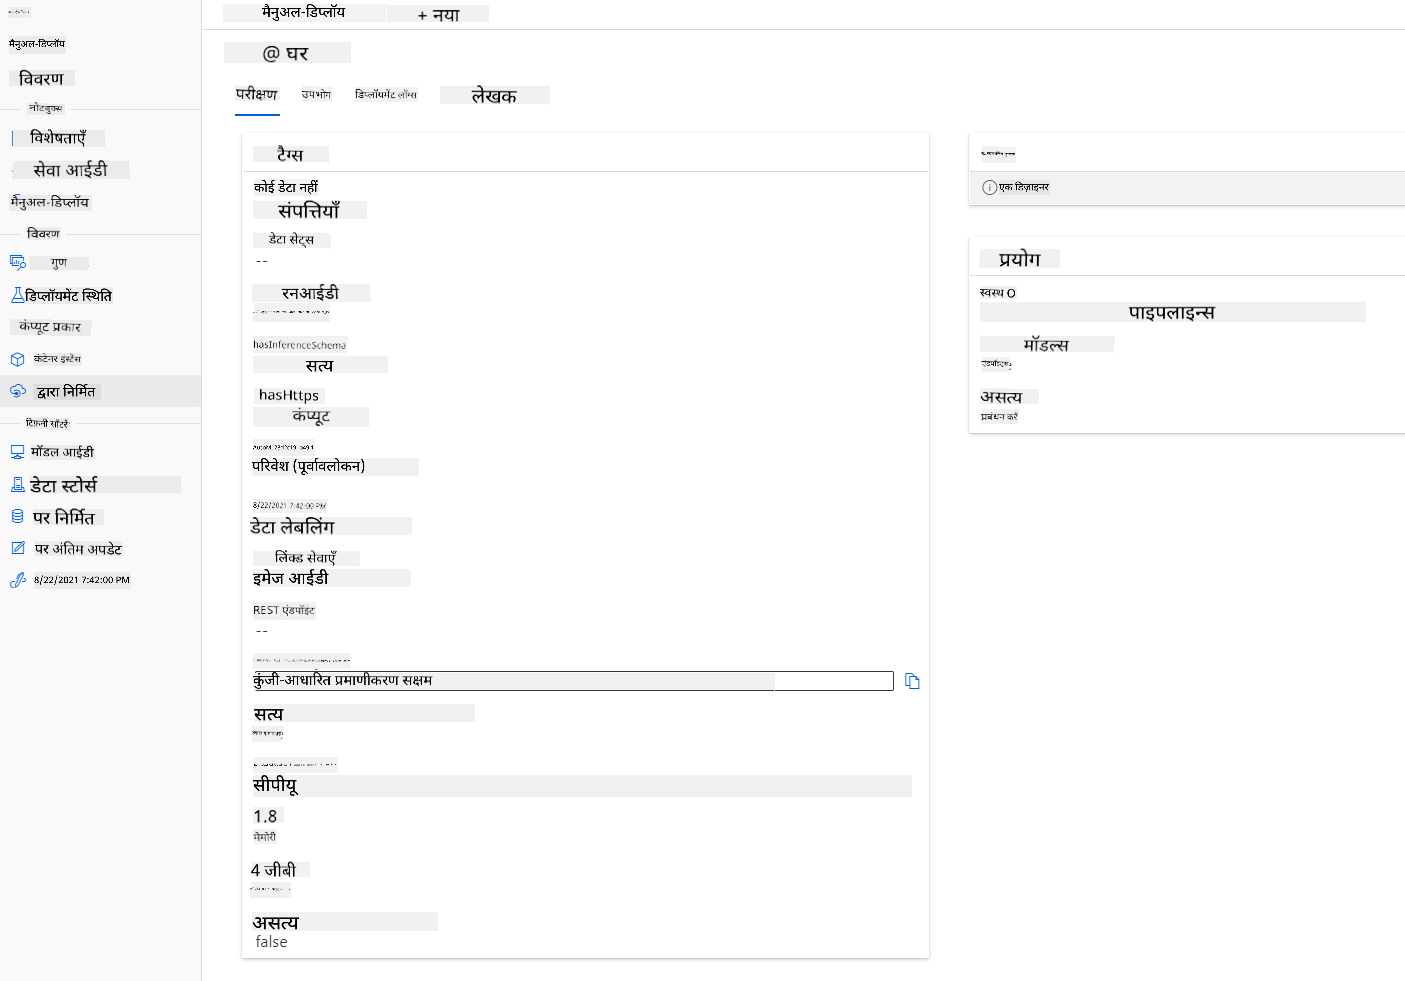 मैनुअल-डिप्लॉय
विवरण
नोटबुक्स
विशेषताएँ
सेवा आईडी
मैनुअल-डिप्लॉय
विवरण
गुण
डिप्लॉयमेंट स्थिति
कंप्यूट प्रकार
कंटेनर इंस्टेंस
द्वारा निर्मित
टिफ़नी सॉटरे
मॉडल आईडी
डेटा स्टोर्स
पर निर्मित
पर अंतिम अपडेट
8/22/2021 7:42:00 PM
मैनुअल-डिप्लॉय
+ नया
@ घर
परीक्षण
उपभोग
डिप्लॉयमेंट लॉग्स
लेखक
टैग्स
कोई डेटा नहीं
संपत्तियाँ
डेटा सेट्स
--
रनआईडी
hasInferenceSchema
सत्य
hasHttps
कंप्यूट
परिवेश (पूर्वावलोकन)
8/22/2021 7:42:00 PM
डेटा लेबलिंग
लिंक्ड सेवाएँ
इमेज आईडी
REST एंडपॉइंट
--
कुंजी-आधारित प्रमाणीकरण सक्षम
सत्य
सीपीयू
1.8
मेमोरी
4 जीबी
असत्य
false
एक डिज़ाइनर
प्रयोग
स्वस्थ O
पाइपलाइन्स
मॉडल्स
एंडपॉइंट्स
असत्य
प्रबंधन करें